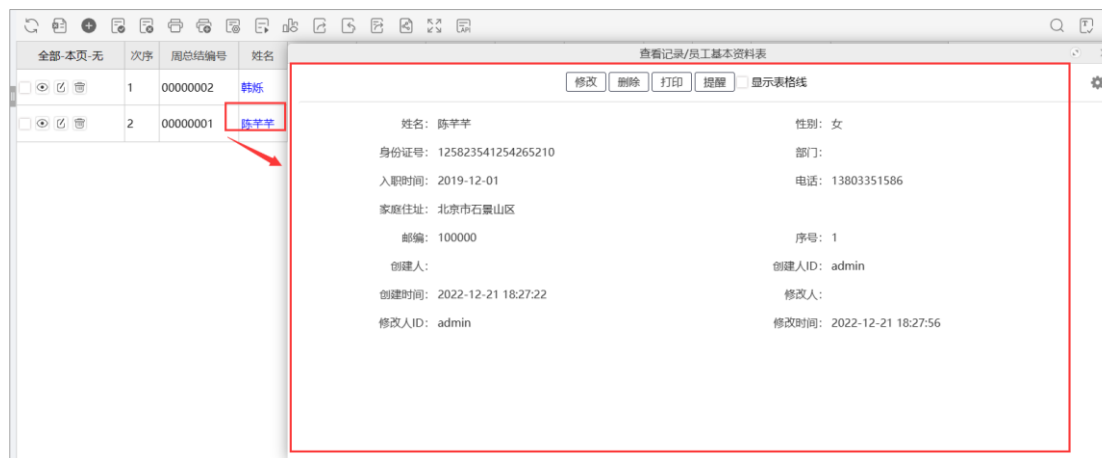 全部-本页-无 次序 周总结编号 姓名
1 00000002 韩烁
2 00000001 陈芊芊
查看记录/员工基本资料表
修改 删除 打印 提醒 显示表格线
姓名: 陈芊芊 性别: 女
身份证号: 125823541254265210 部门:
入职时间: 2019-12-01 电话: 13803351586
家庭住址: 北京市石景山区
邮编: 100000 序号: 1
创建人: 创建人ID: admin
创建时间: 2022-12-21 18:27:22 修改人:
修改人ID: admin 修改时间: 2022-12-21 18:27:56